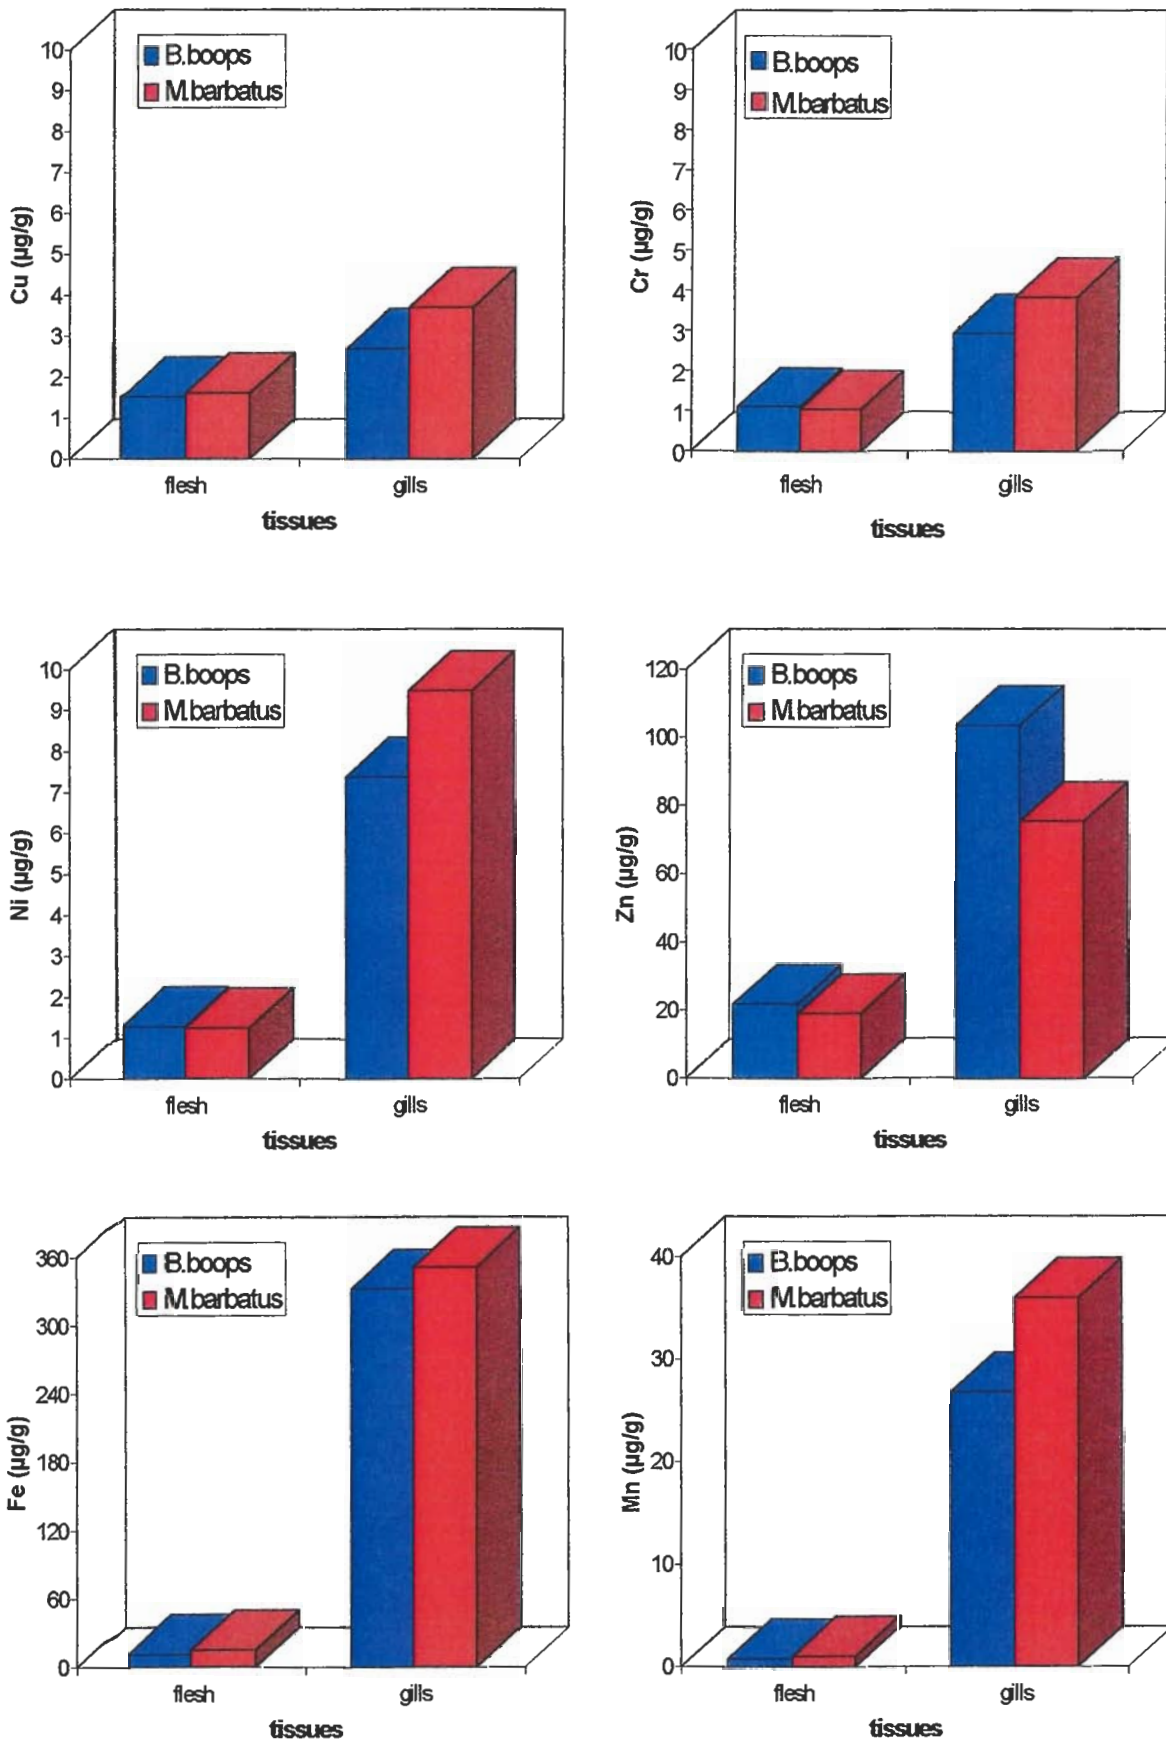 B.boops
M.barbatus
10
9
8
7
6
5
4
3
2
1
0
Cu (µg/g)
flesh gills
tissues
B.boops
M.barbatus
10
9
8
7
6
5
4
3
2
1
0
Cr (µg/g)
flesh gills
tissues
B.boops
M.barbatus
10
9
8
7
6
5
4
3
2
1
0
Ni (µg/g)
flesh gills
tissues
B.boops
M.barbatus
120
100
80
60
40
20
0
Zn (µg/g)
flesh gills
tissues
B.boops
M.barbatus
360
300
240
180
120
60
0
Fe (µg/g)
flesh gills
tissues
B.boops
M.barbatus
40
30
20
10
0
Mn (µg/g)
flesh gills
tissues